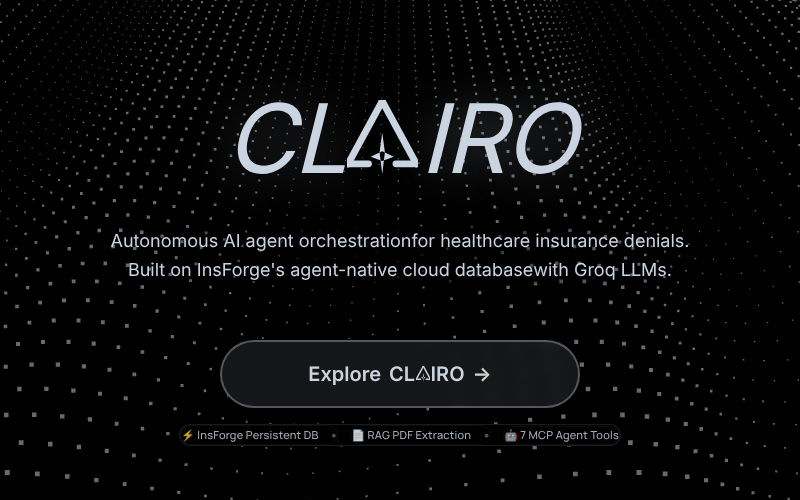 CLAIRO
Autonomous AI agent orchestrationfor healthcare insurance denials.
Built on InsForge's agent-native cloud databasewith Groq LLMs.
Explore CLAIRO →
⚡ InsForge Persistent DB • 📄 RAG PDF Extraction • 🤖 7 MCP Agent Tools